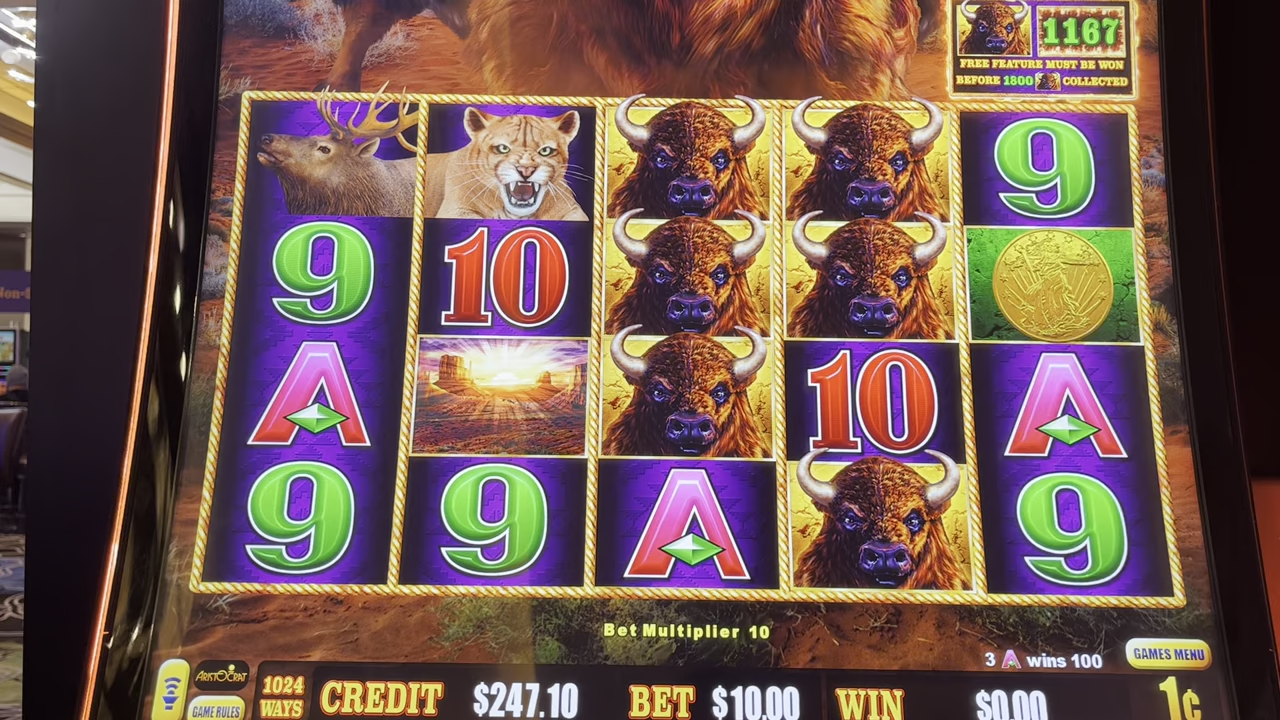 1167
FREE FEATURE MUST BE WON
BEFORE 1800 COLLECTED
9
9 10
A 10 A
9 9 A 9
Bet Multiplier 10
3 A wins 100
GAMES MENU
ARISTOCRAT
GAME RULES
1024
WAYS
CREDIT $247.10 BET $10.00 WIN $0.00 1¢